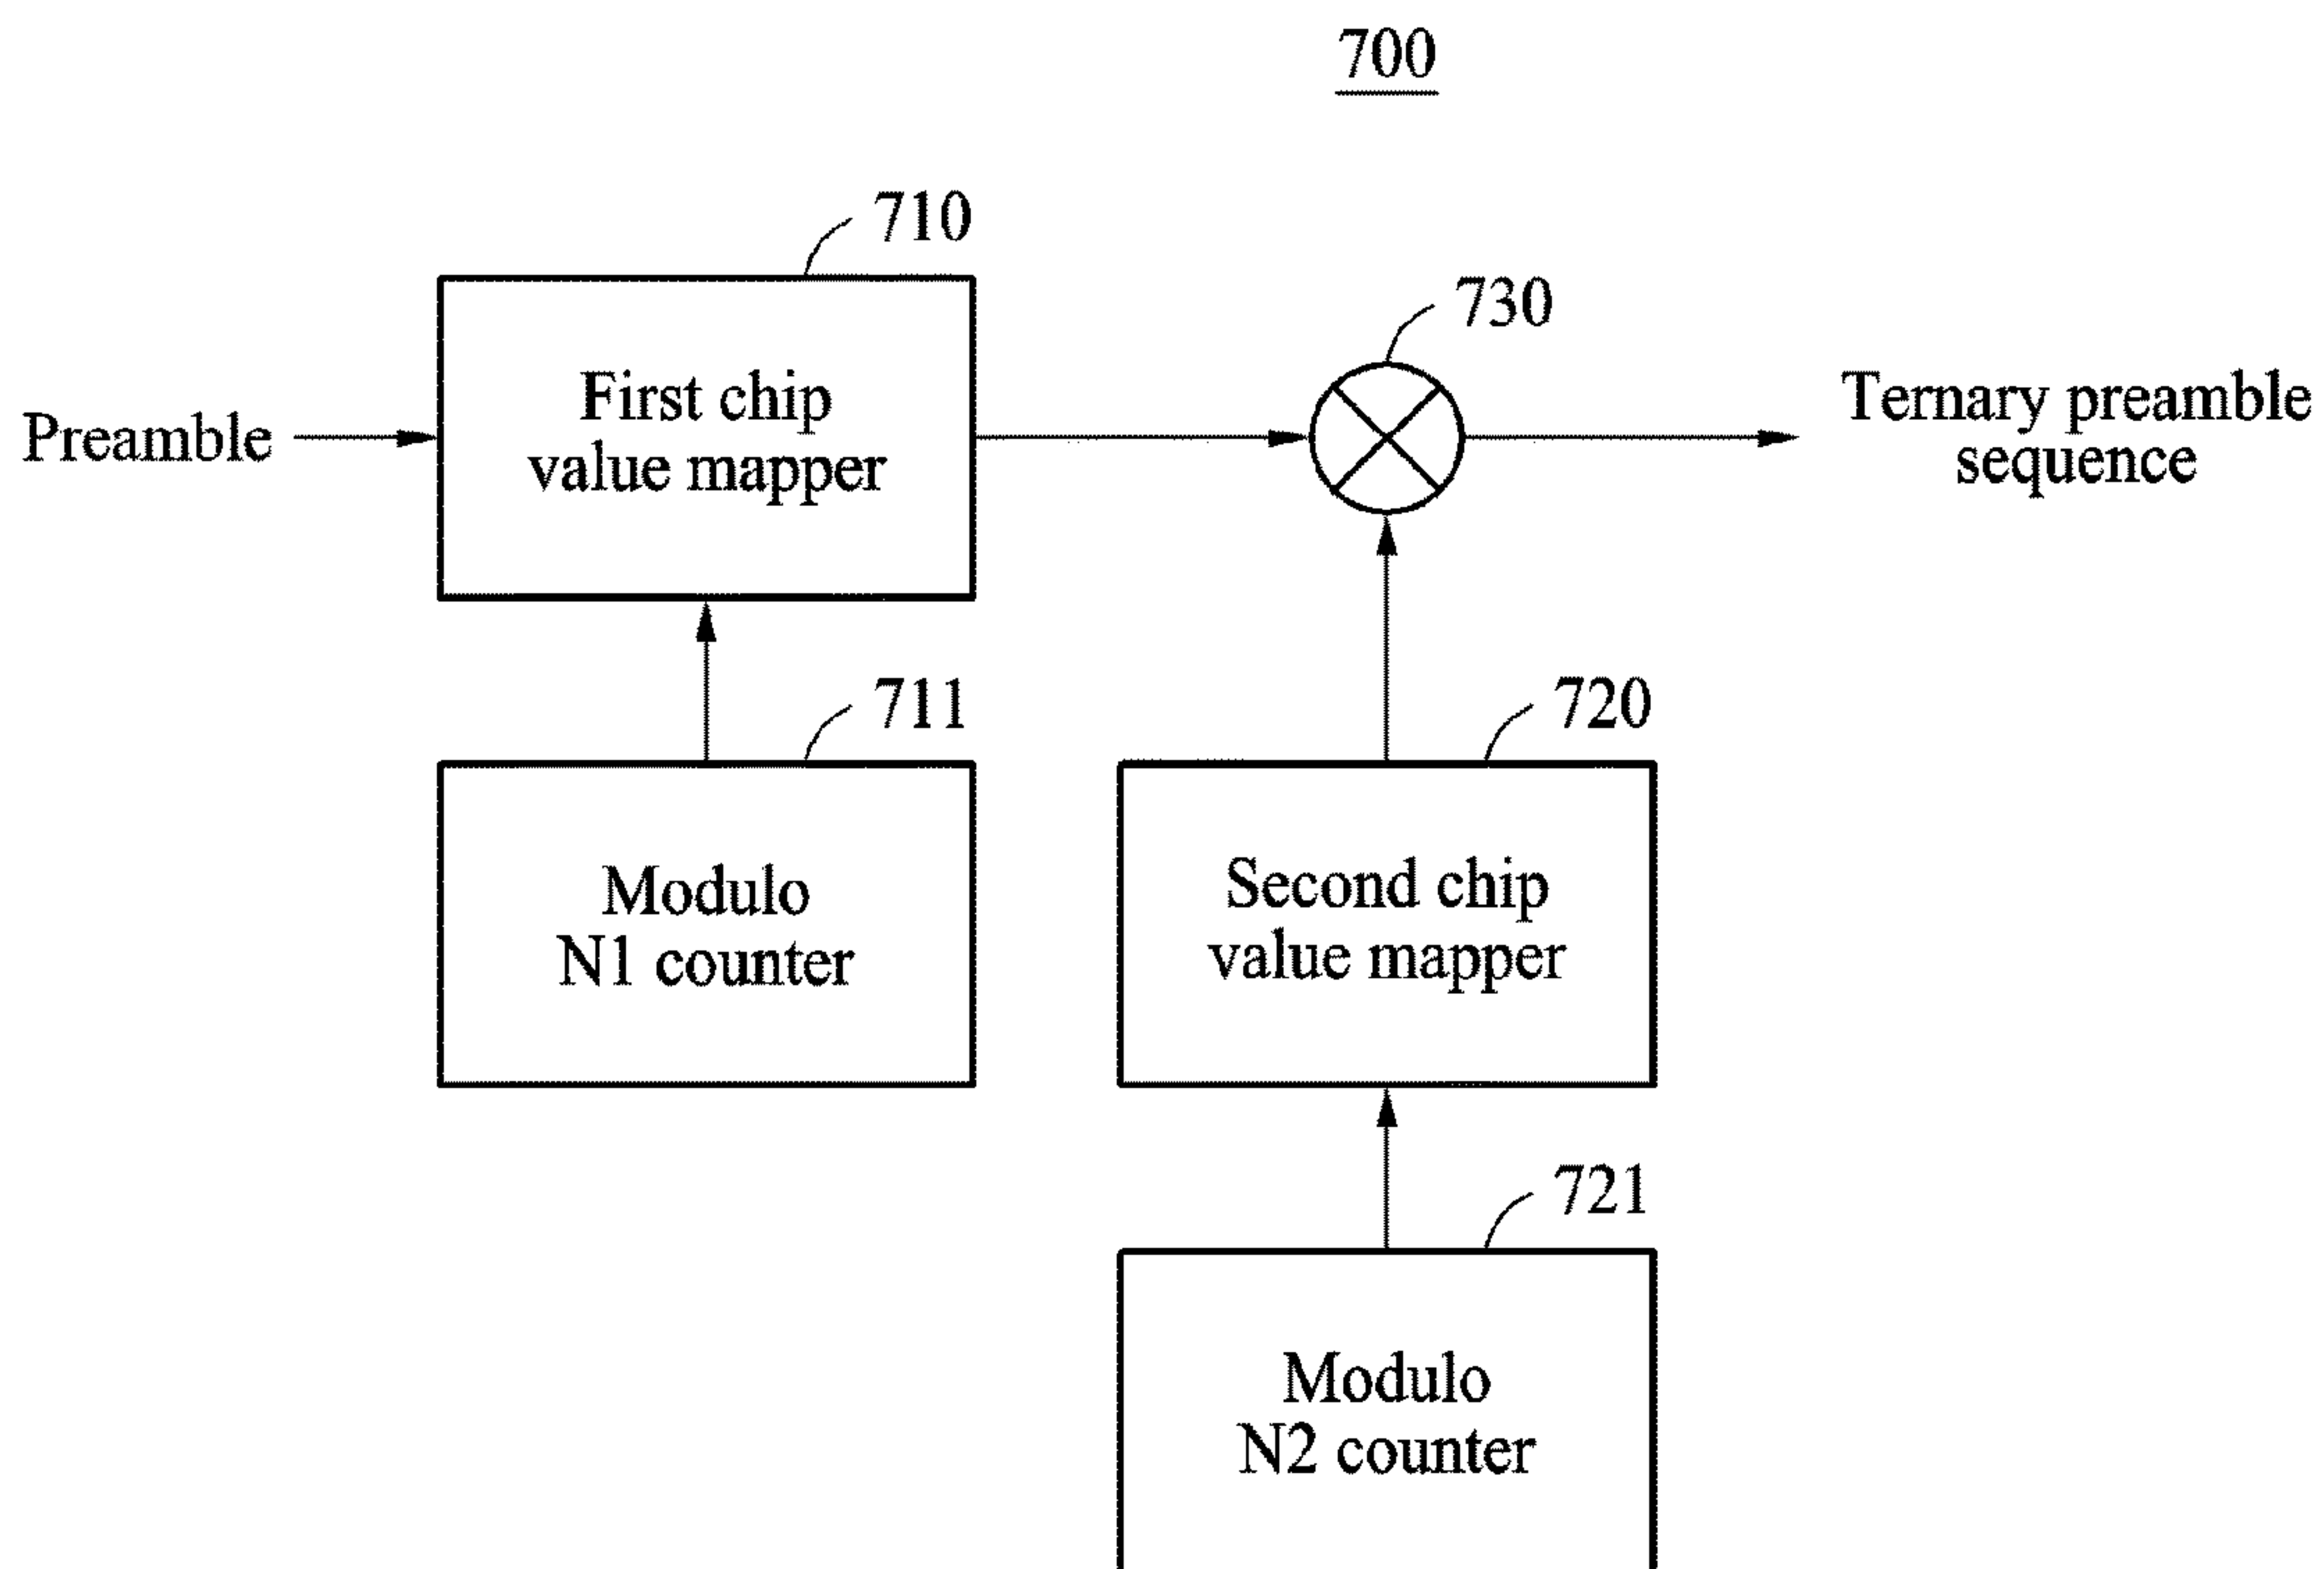 700
710
First chip
value mapper
Preamble
730
Ternary preamble
sequence
711
Modulo
N1 counter
720
Second chip
value mapper
721
Modulo
N2 counter